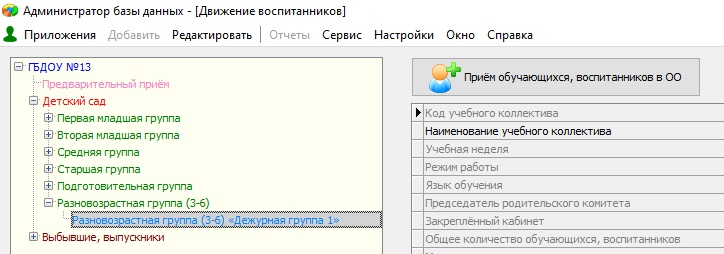 Администратор базы данных - [Движение воспитанников]
Приложения Добавить Редактировать Отчеты Сервис Настройки Окно Справка
ГБДОУ №13
Предварительный приём
Детский сад
Первая младшая группа
Вторая младшая группа
Средняя группа
Старшая группа
Подготовительная группа
Разновозрастная группа (3-6)
Разновозрастная группа (3-6) «Дежурная группа 1»
Выбывшие, выпускники
Приём обучающихся, воспитанников в ОО
Код учебного коллектива
Наименование учебного коллектива
Учебная неделя
Режим работы
Язык обучения
Председатель родительского комитета
Закреплённый кабинет
Общее количество обучающихся, воспитанников